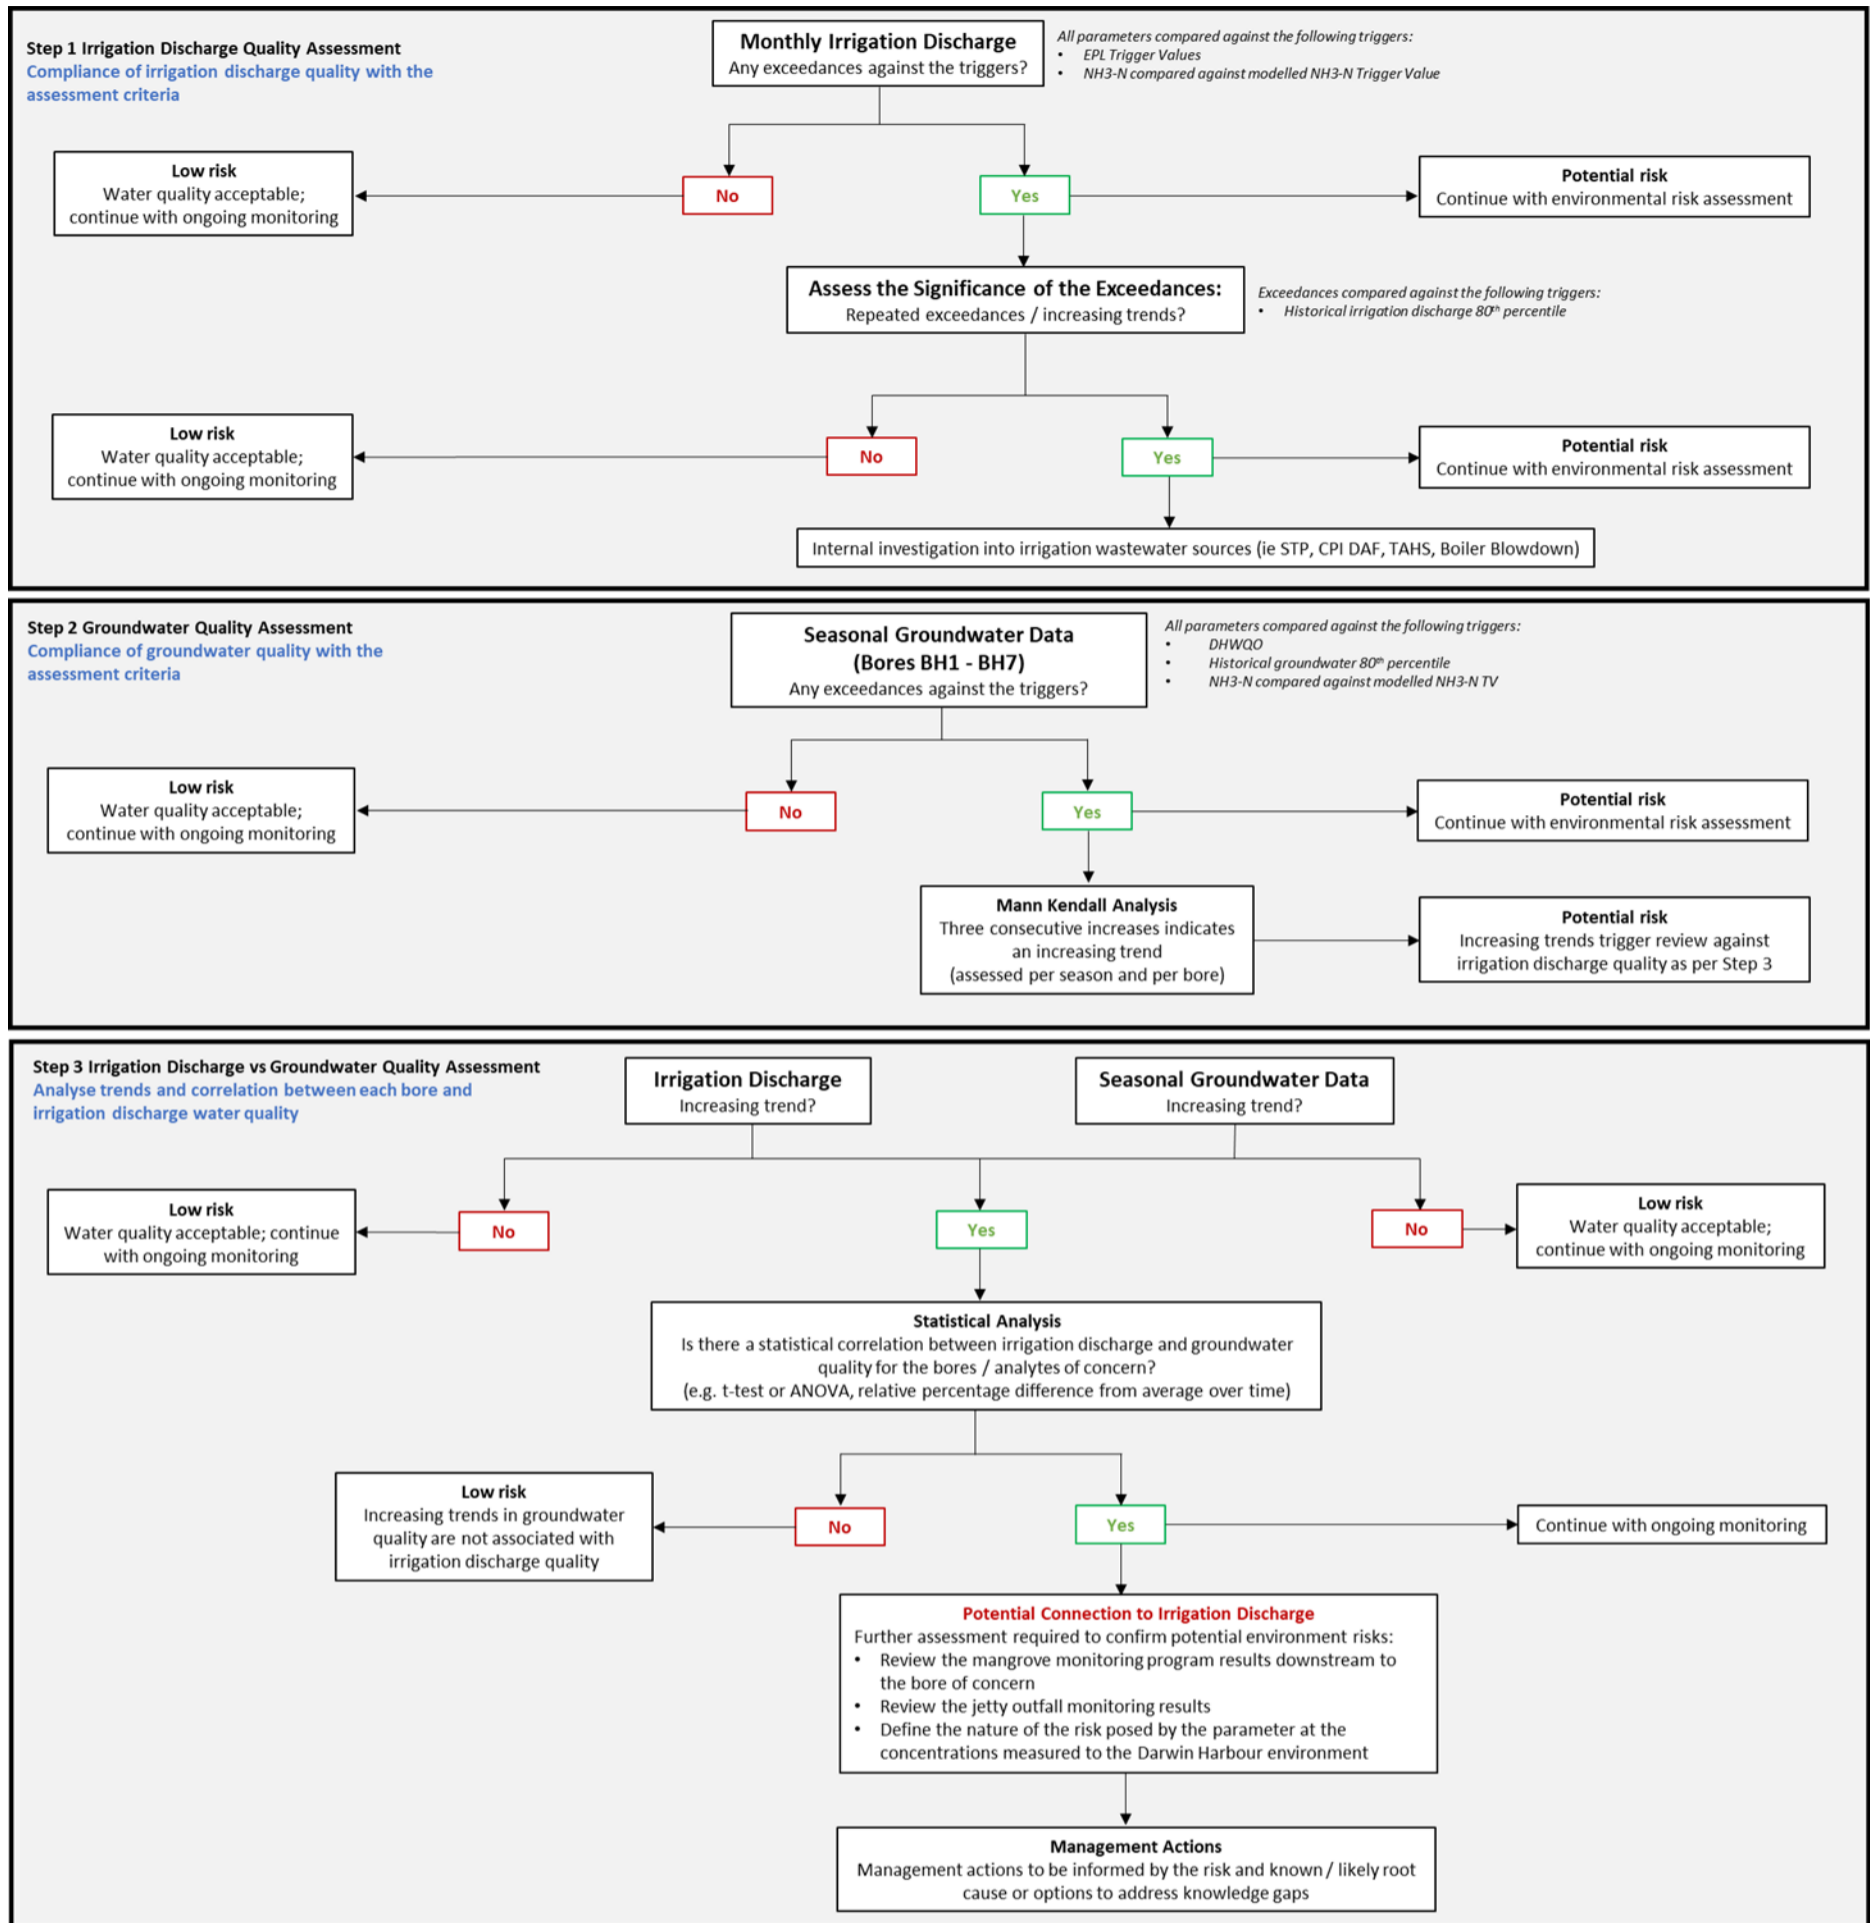 Step 1 Irrigation Discharge Quality Assessment
Compliance of irrigation discharge quality with the
assessment criteria
Monthly Irrigation Discharge
Any exceedances against the triggers?
All parameters compared against the following triggers:
• EPL Trigger Values
• NH3-N compared against modelled NH3-N Trigger Value
Low risk
Water quality acceptable;
continue with ongoing monitoring
No
Yes
Potential risk
Continue with environmental risk assessment
Assess the Significance of the Exceedances:
Repeated exceedances / increasing trends?
Exceedances compared against the following triggers:
• Historical irrigation discharge 80th percentile
Low risk
Water quality acceptable;
continue with ongoing monitoring
No
Yes
Potential risk
Continue with environmental risk assessment
Internal investigation into irrigation wastewater sources (ie STP, CPI DAF, TAHS, Boiler Blowdown)
Step 2 Groundwater Quality Assessment
Compliance of groundwater quality with the
assessment criteria
Seasonal Groundwater Data
(Bores BH1 - BH7)
Any exceedances against the triggers?
All parameters compared against the following triggers:
• DHWQO
• Historical groundwater 80th percentile
• NH3-N compared against modelled NH3-N TV
Low risk
Water quality acceptable;
continue with ongoing monitoring
No
Yes
Potential risk
Continue with environmental risk assessment
Mann Kendall Analysis
Three consecutive increases indicates
an increasing trend
(assessed per season and per bore)
Potential risk
Increasing trends trigger review against
irrigation discharge quality as per Step 3
Step 3 Irrigation Discharge vs Groundwater Quality Assessment
Analyse trends and correlation between each bore and
irrigation discharge water quality
Irrigation Discharge
Increasing trend?
Seasonal Groundwater Data
Increasing trend?
Low risk
Water quality acceptable; continue
with ongoing monitoring
No
Yes
No
Low risk
Water quality acceptable;
continue with ongoing monitoring
Statistical Analysis
Is there a statistical correlation between irrigation discharge and groundwater
quality for the bores / analytes of concern?
(e.g. t-test or ANOVA, relative percentage difference from average over time)
Low risk
Increasing trends in groundwater
quality are not associated with
irrigation discharge quality
No
Yes
Continue with ongoing monitoring
Potential Connection to Irrigation Discharge
Further assessment required to confirm potential environment risks:
• Review the mangrove monitoring program results downstream to
the bore of concern
• Review the jetty outfall monitoring results
• Define the nature of the risk posed by the parameter at the
concentrations measured to the Darwin Harbour environment
Management Actions
Management actions to be informed by the risk and known / likely root
cause or options to address knowledge gaps